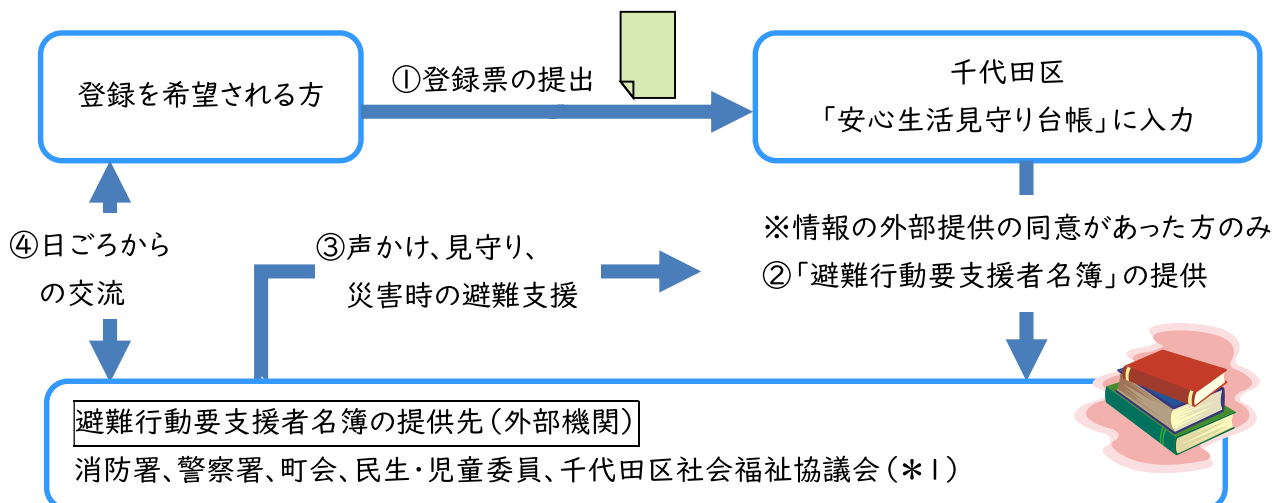 登録を希望される方
①登録票の提出
千代田区
「安心生活見守り台帳」に入力
④日ごろから
の交流
③声かけ、見守り、
災害時の避難支援
※情報の外部提供の同意があった方のみ
②「避難行動要支援者名簿」の提供
避難行動要支援者名簿の提供先（外部機関）
消防署、警察署、町会、民生・児童委員、千代田区社会福祉協議会（＊1）